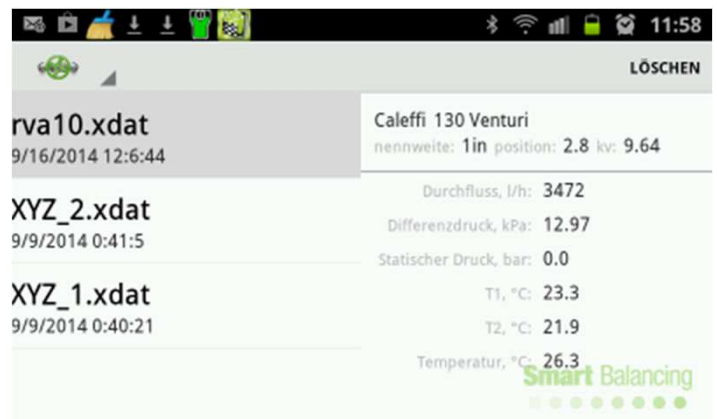 11:58
LÖSCHEN
rva10.xdat
9/16/2014 12:6:44
XYZ_2.xdat
9/9/2014 0:41:5
XYZ_1.xdat
9/9/2014 0:40:21
Caleffi 130 Venturi
nennweite: 1in position: 2.8 kv: 9.64
Durchfluss, l/h: 3472
Differenzdruck, kPa: 12.97
Statischer Druck, bar: 0.0
T1, °C: 23.3
T2, °C: 21.9
Temperatur, °C: 26.3
Smart Balancing